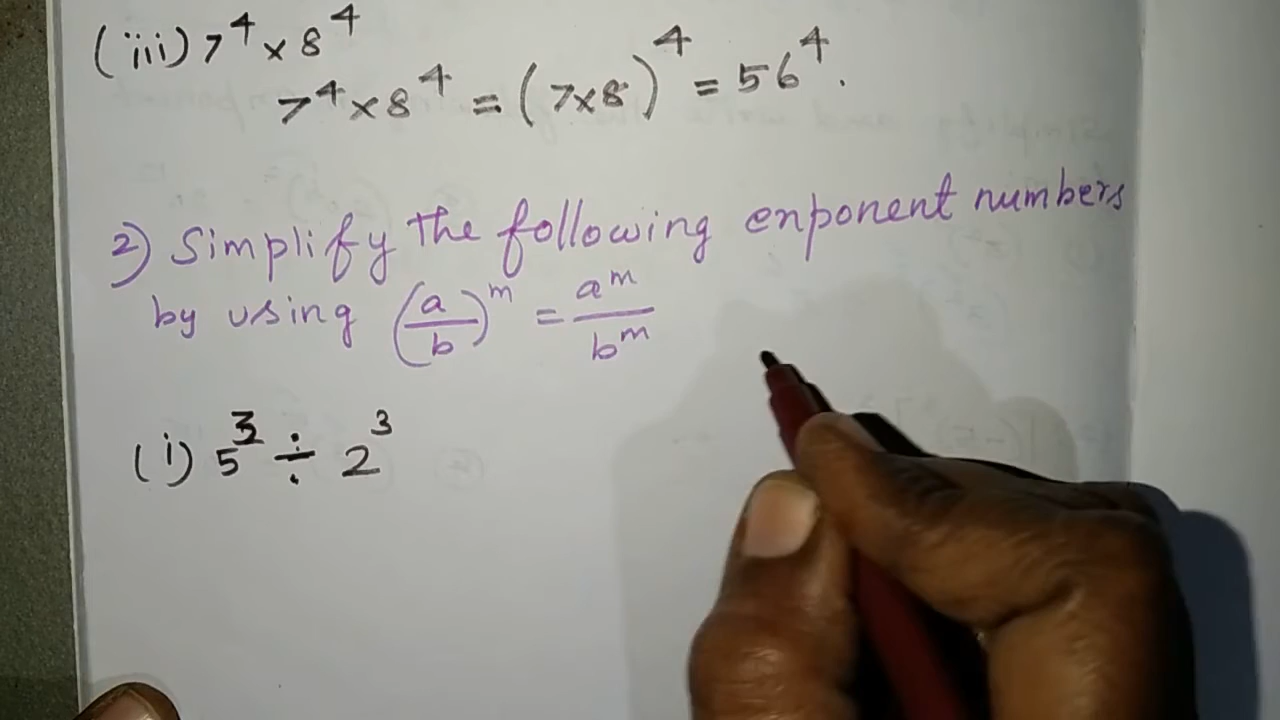 (iii) 7⁴ × 8⁴
7⁴ × 8⁴ = (7×8)⁴ = 56⁴.
2) Simplify the following enponent numbers
by using (a/b)ᵐ = aᵐ/bᵐ
(i) 5³ ÷ 2³